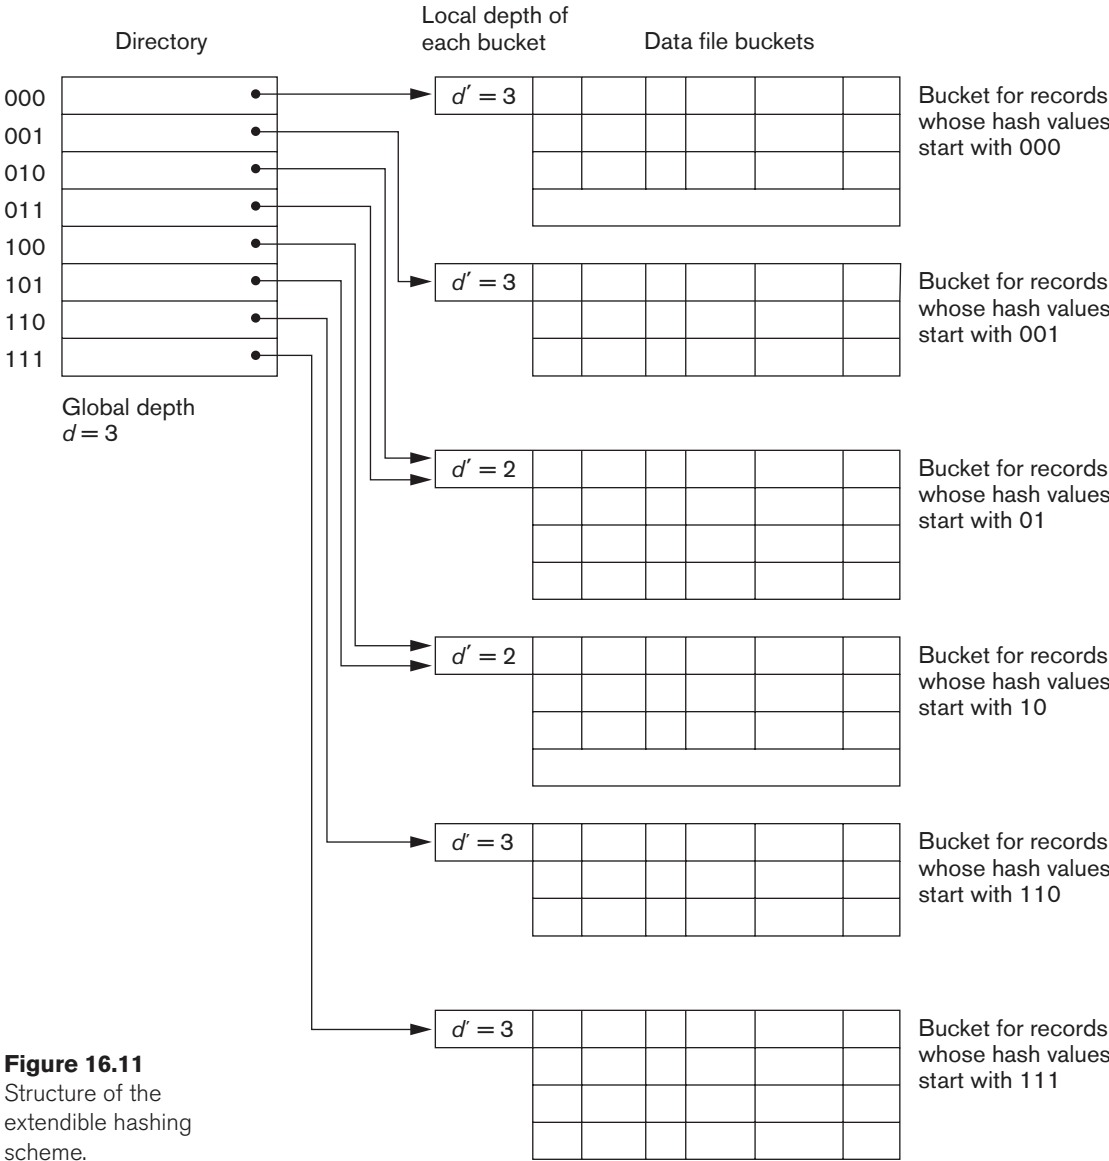 Directory
Local depth of
each bucket
Data file buckets
000
001
010
011
100
101
110
111
Global depth
d = 3
d′ = 3
Bucket for records
whose hash values
start with 000
d′ = 3
Bucket for records
whose hash values
start with 001
d′ = 2
Bucket for records
whose hash values
start with 01
d′ = 2
Bucket for records
whose hash values
start with 10
d′ = 3
Bucket for records
whose hash values
start with 110
d′ = 3
Bucket for records
whose hash values
start with 111
Figure 16.11
Structure of the
extendible hashing
scheme.